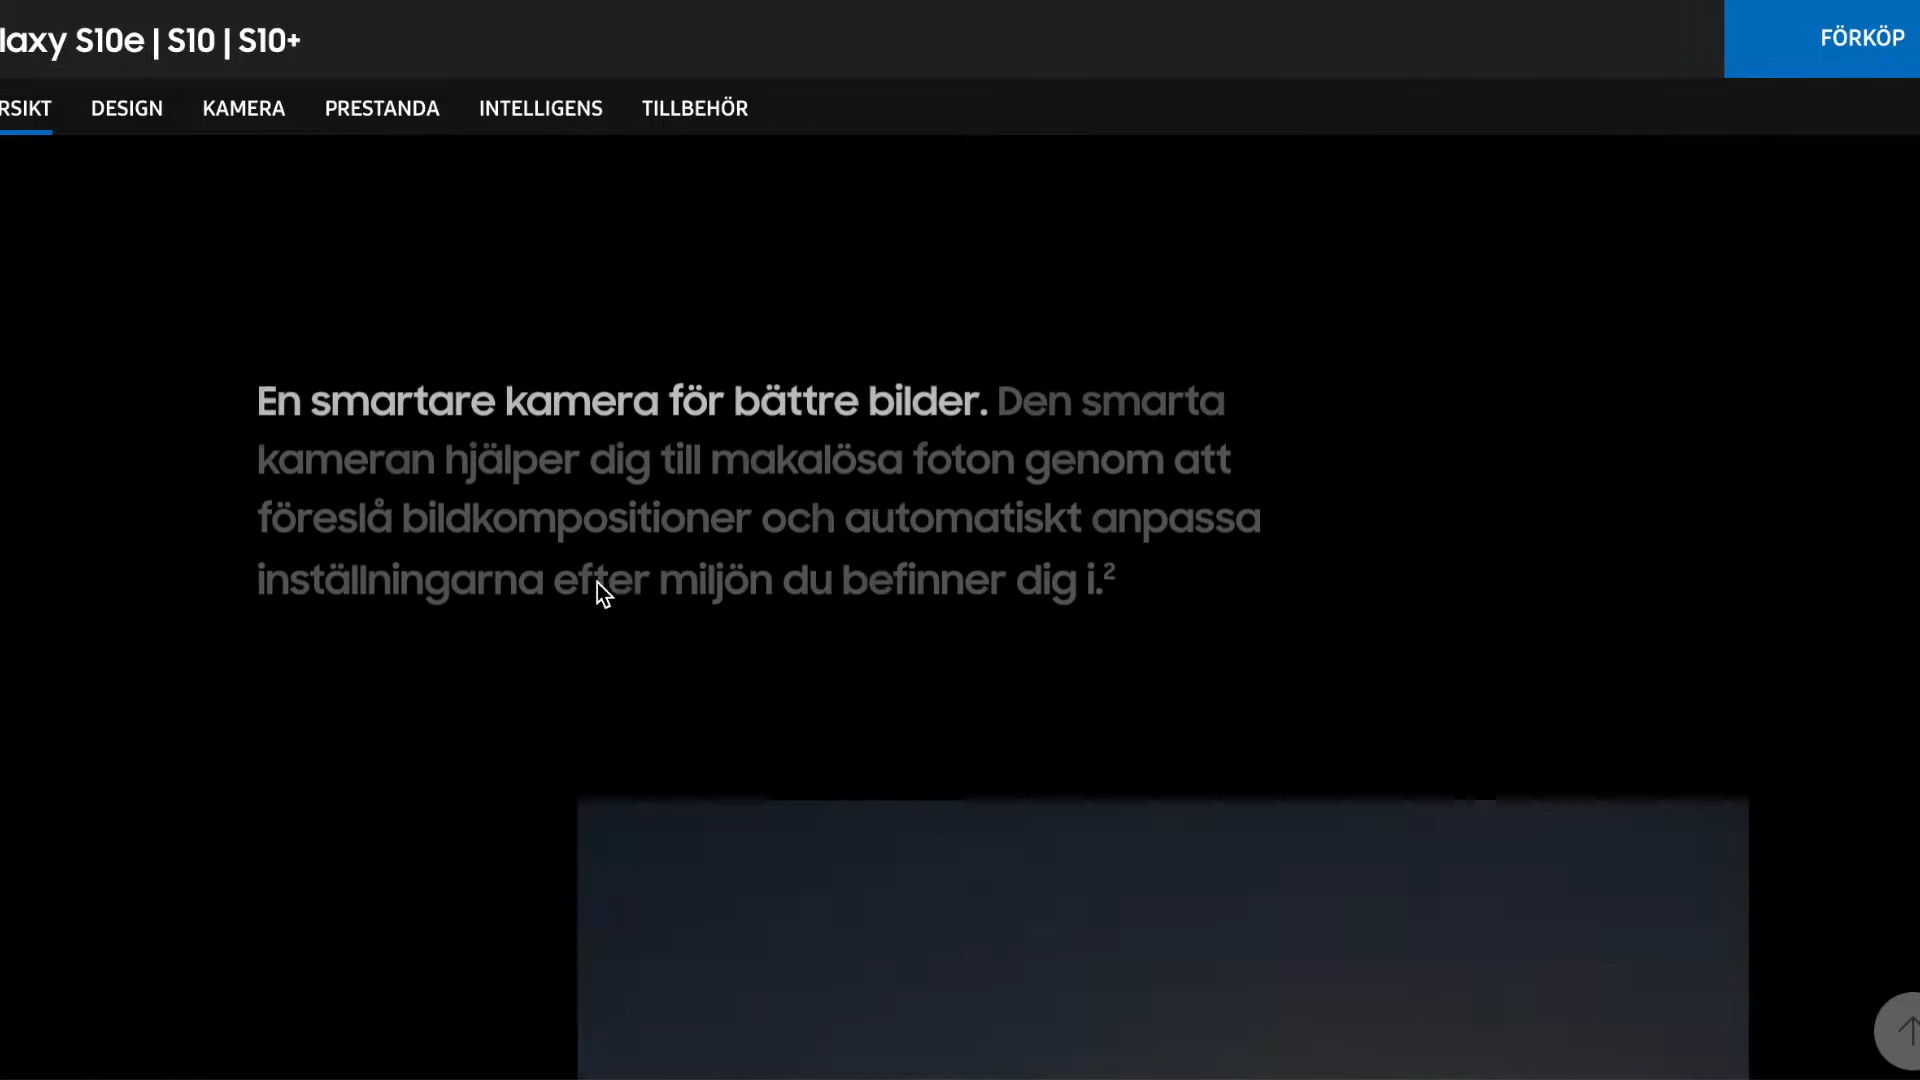 laxy S10e | S10 | S10+
FÖRKÖP
RSIKT DESIGN KAMERA PRESTANDA INTELLIGENS TILLBEHÖR
En smartare kamera för bättre bilder. Den smarta
kameran hjälper dig till makalösa foton genom att
föreslå bildkompositioner och automatiskt anpassa
inställningarna efter miljön du befinner dig i.²